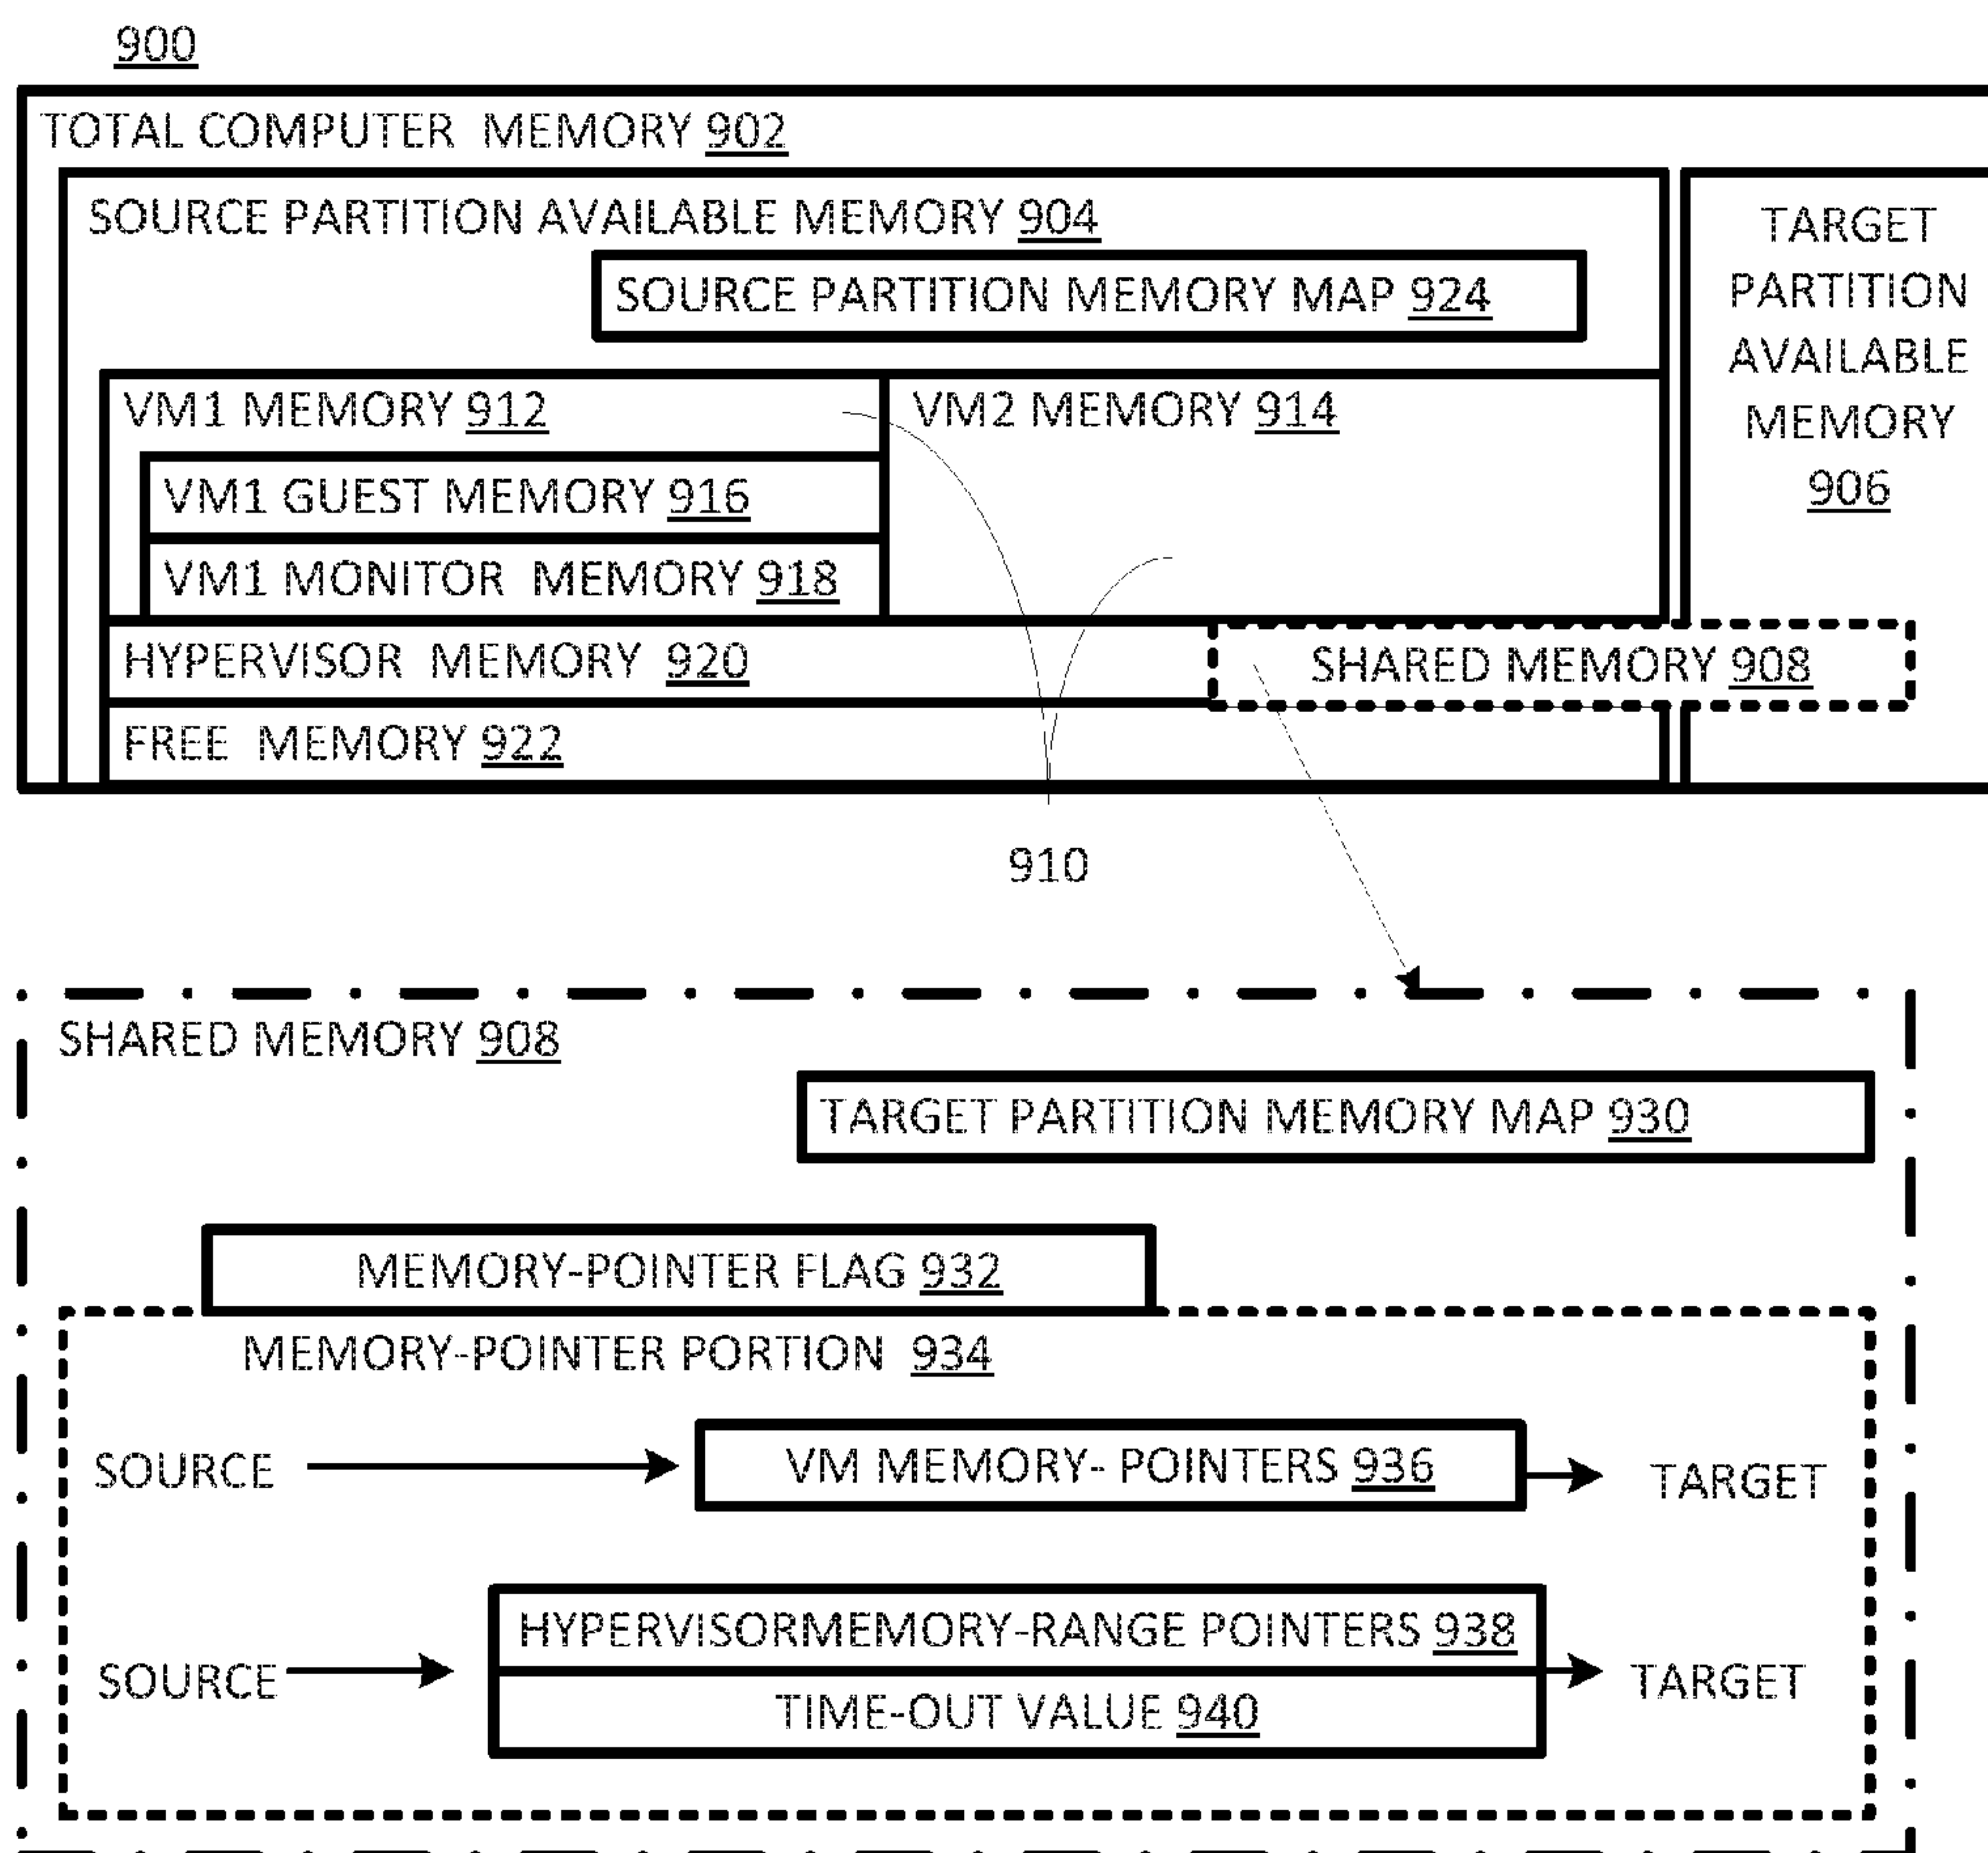 900
TOTAL COMPUTER MEMORY 902
SOURCE PARTITION AVAILABLE MEMORY 904
SOURCE PARTITION MEMORY MAP 924
TARGET
PARTITION
AVAILABLE
MEMORY
906
VM1 MEMORY 912
VM2 MEMORY 914
VM1 GUEST MEMORY 916
VM1 MONITOR MEMORY 918
HYPERVISOR MEMORY 920
SHARED MEMORY 908
FREE MEMORY 922
910
SHARED MEMORY 908
TARGET PARTITION MEMORY MAP 930
MEMORY-POINTER FLAG 932
MEMORY-POINTER PORTION 934
SOURCE
VM MEMORY- POINTERS 936
TARGET
HYPERVISORMEMORY-RANGE POINTERS 938
SOURCE
TARGET
TIME-OUT VALUE 940